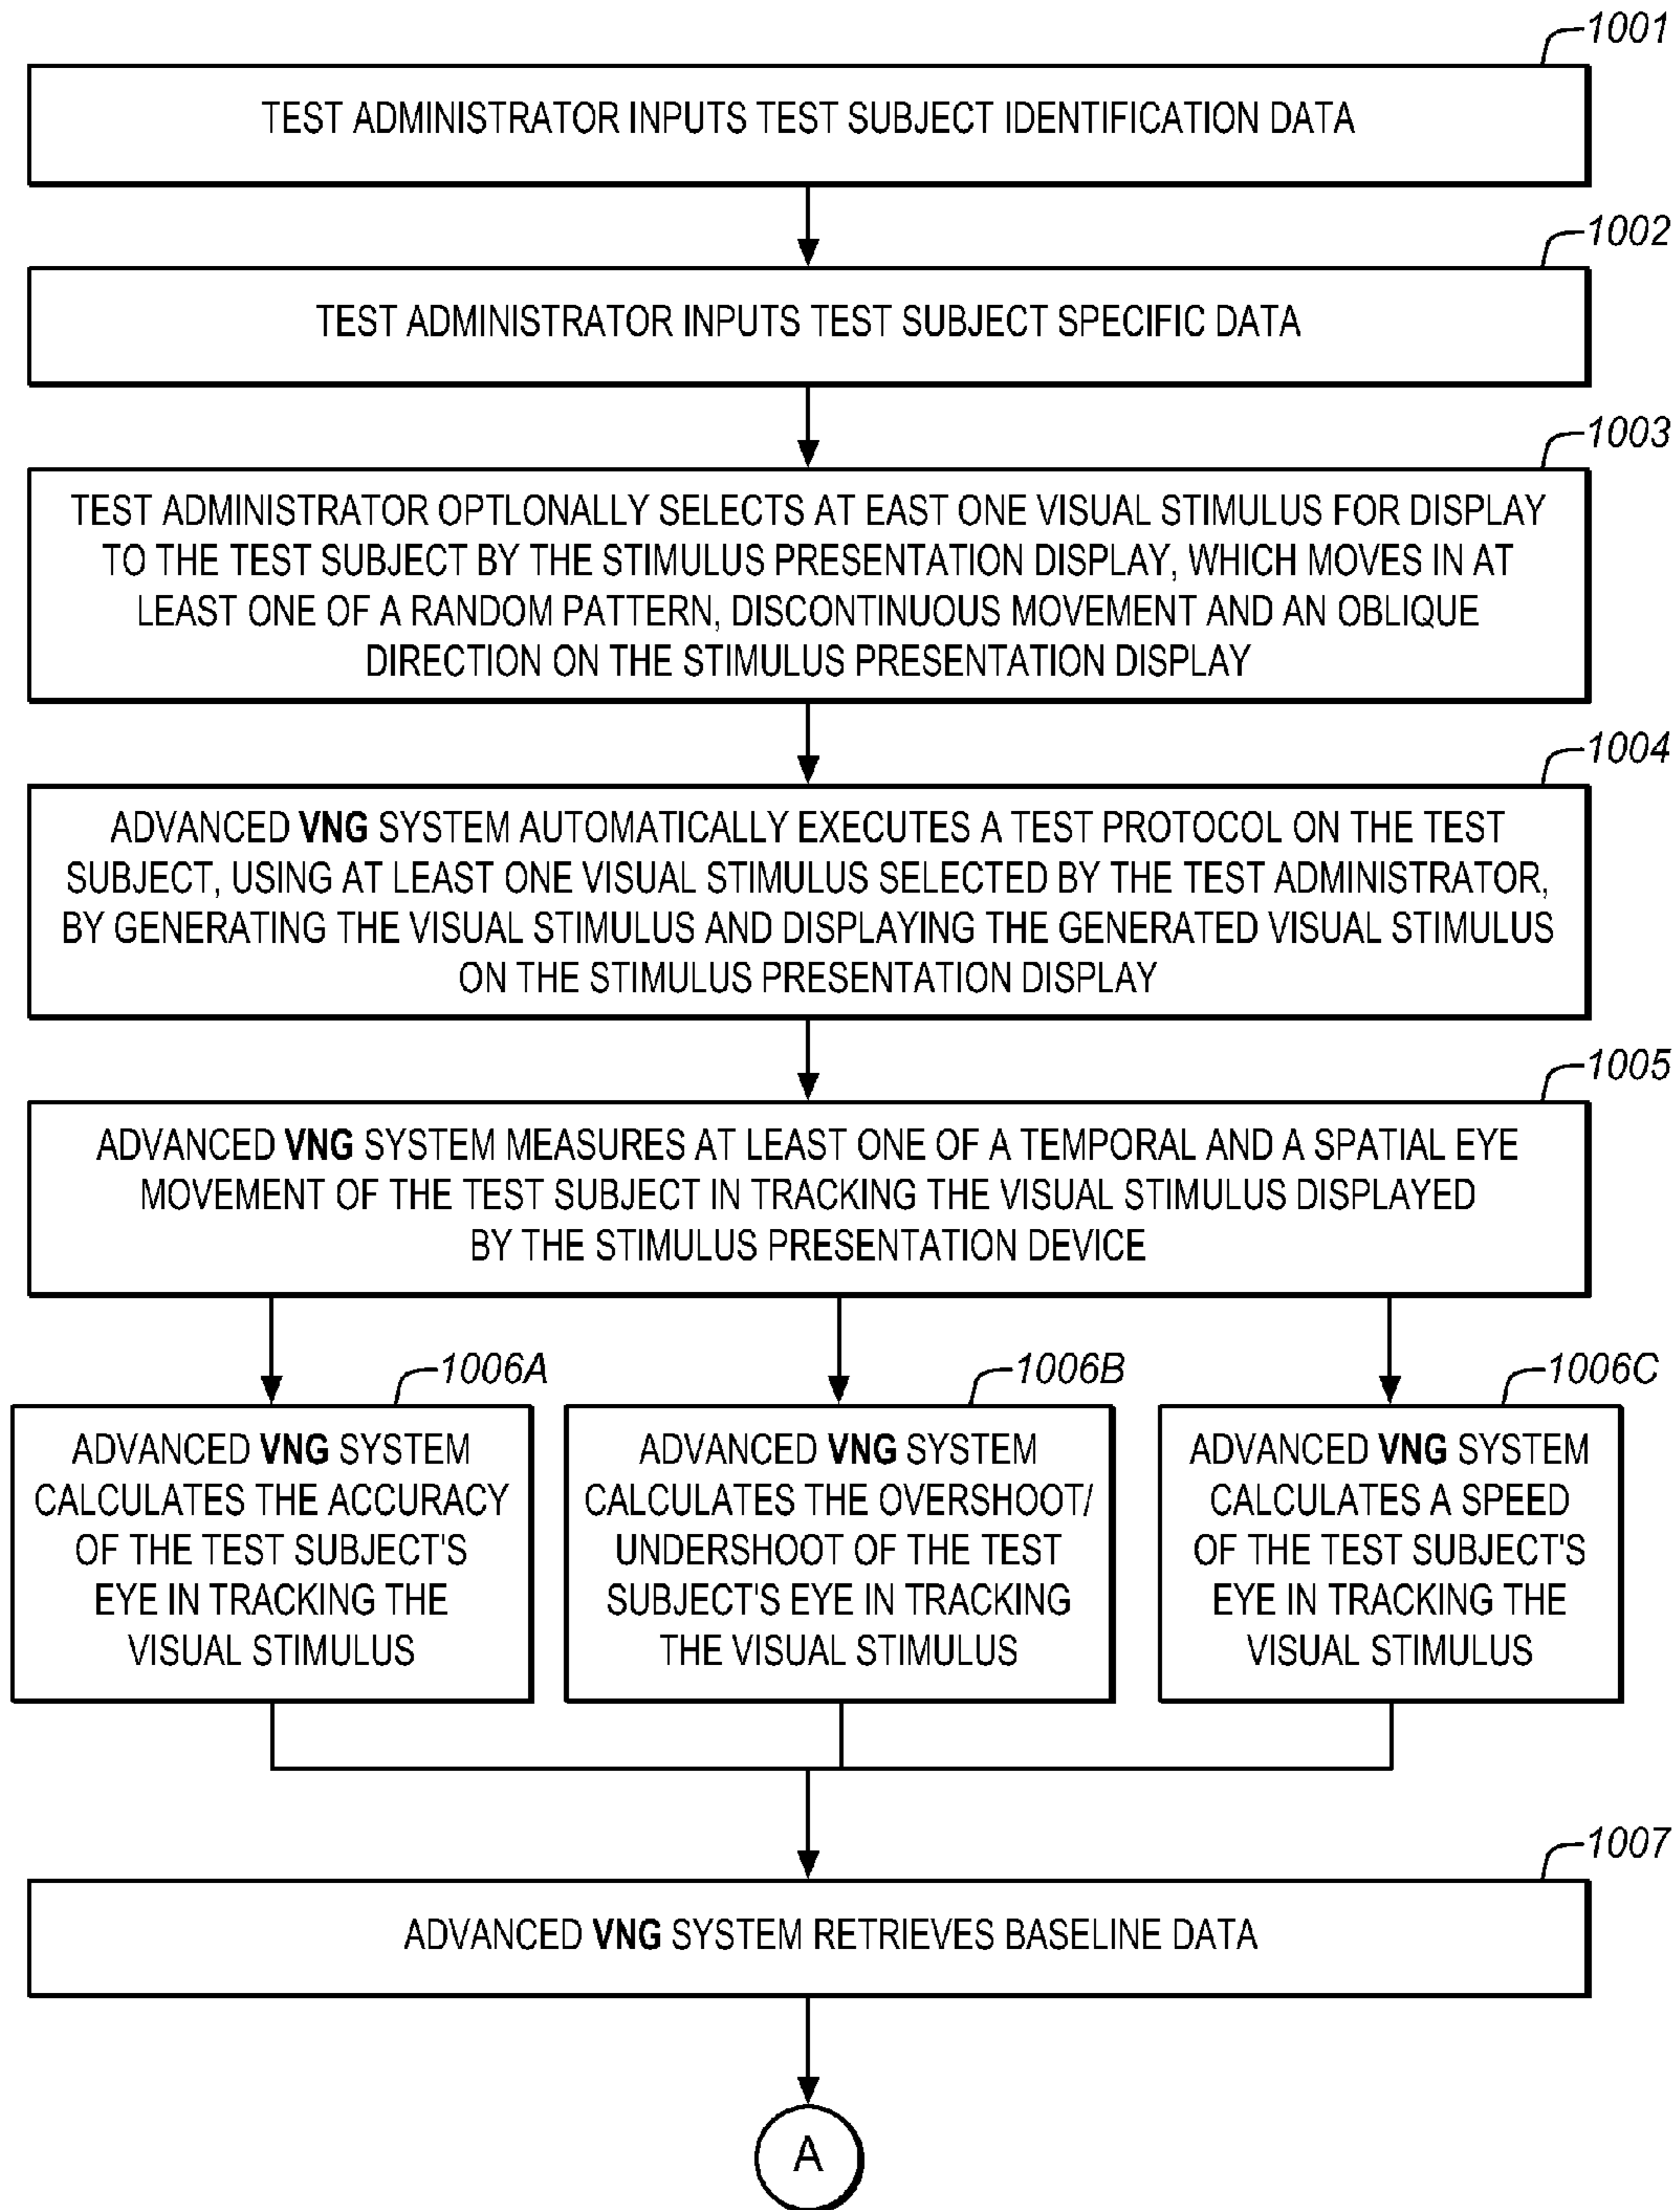 1001
TEST ADMINISTRATOR INPUTS TEST SUBJECT IDENTIFICATION DATA
1002
TEST ADMINISTRATOR INPUTS TEST SUBJECT SPECIFIC DATA
1003
TEST ADMINISTRATOR OPTLONALLY SELECTS AT EAST ONE VISUAL STIMULUS FOR DISPLAY
TO THE TEST SUBJECT BY THE STIMULUS PRESENTATION DISPLAY, WHICH MOVES IN AT
LEAST ONE OF A RANDOM PATTERN, DISCONTINUOUS MOVEMENT AND AN OBLIQUE
DIRECTION ON THE STIMULUS PRESENTATION DISPLAY
1004
ADVANCED VNG SYSTEM AUTOMATICALLY EXECUTES A TEST PROTOCOL ON THE TEST
SUBJECT, USING AT LEAST ONE VISUAL STIMULUS SELECTED BY THE TEST ADMINISTRATOR,
BY GENERATING THE VISUAL STIMULUS AND DISPLAYING THE GENERATED VISUAL STIMULUS
ON THE STIMULUS PRESENTATION DISPLAY
1005
ADVANCED VNG SYSTEM MEASURES AT LEAST ONE OF A TEMPORAL AND A SPATIAL EYE
MOVEMENT OF THE TEST SUBJECT IN TRACKING THE VISUAL STIMULUS DISPLAYED
BY THE STIMULUS PRESENTATION DEVICE
1006A
ADVANCED VNG SYSTEM
CALCULATES THE ACCURACY
OF THE TEST SUBJECT'S
EYE IN TRACKING THE
VISUAL STIMULUS
1006B
ADVANCED VNG SYSTEM
CALCULATES THE OVERSHOOT/
UNDERSHOOT OF THE TEST
SUBJECT'S EYE IN TRACKING
THE VISUAL STIMULUS
1006C
ADVANCED VNG SYSTEM
CALCULATES A SPEED
OF THE TEST SUBJECT'S
EYE IN TRACKING THE
VISUAL STIMULUS
1007
ADVANCED VNG SYSTEM RETRIEVES BASELINE DATA
A